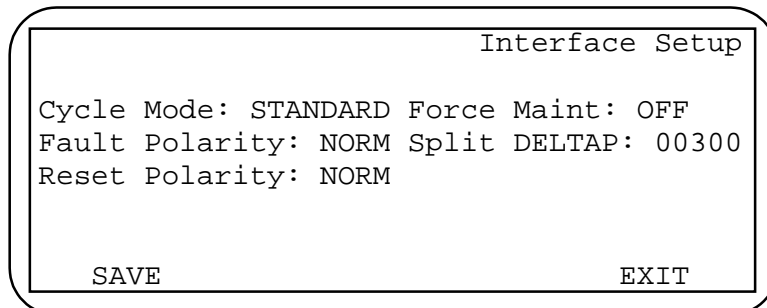 Interface Setup
Cycle Mode: STANDARD Force Maint: OFF
Fault Polarity: NORM Split DELTAP: 00300
Reset Polarity: NORM
SAVE EXIT